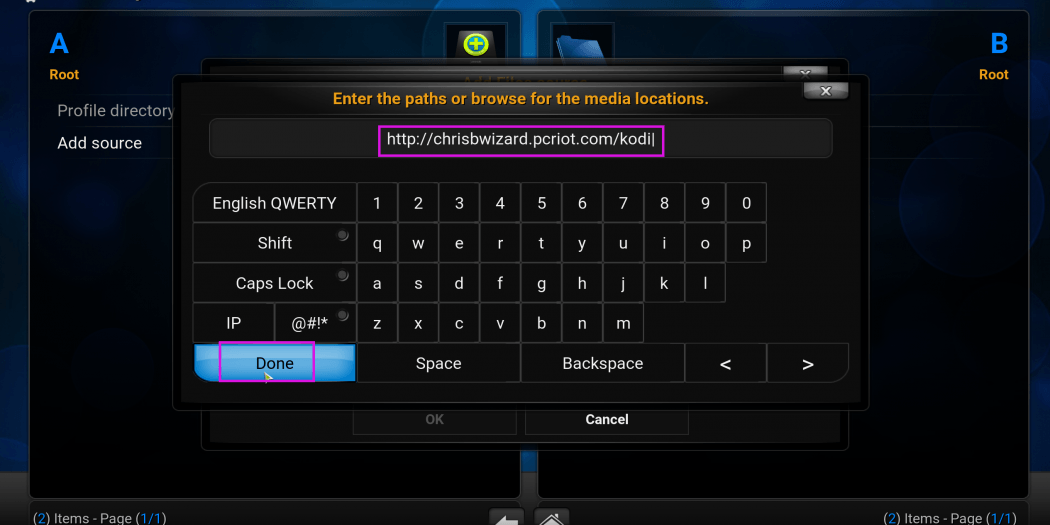 A
B
Root
Root
Profile directory
Add source
Add Files source
Enter the paths or browse for the media locations.
http://chrisbwizard.pcriot.com/kodi
English QWERTY 1 2 3 4 5 6 7 8 9 0
Shift q w e r t y u i o p
Caps Lock a s d f g h j k l
IP @#!* z x c v b n m
Done Space Backspace < >
OK Cancel
(2) Items - Page (1/1)
(2) Items - Page (1/1)